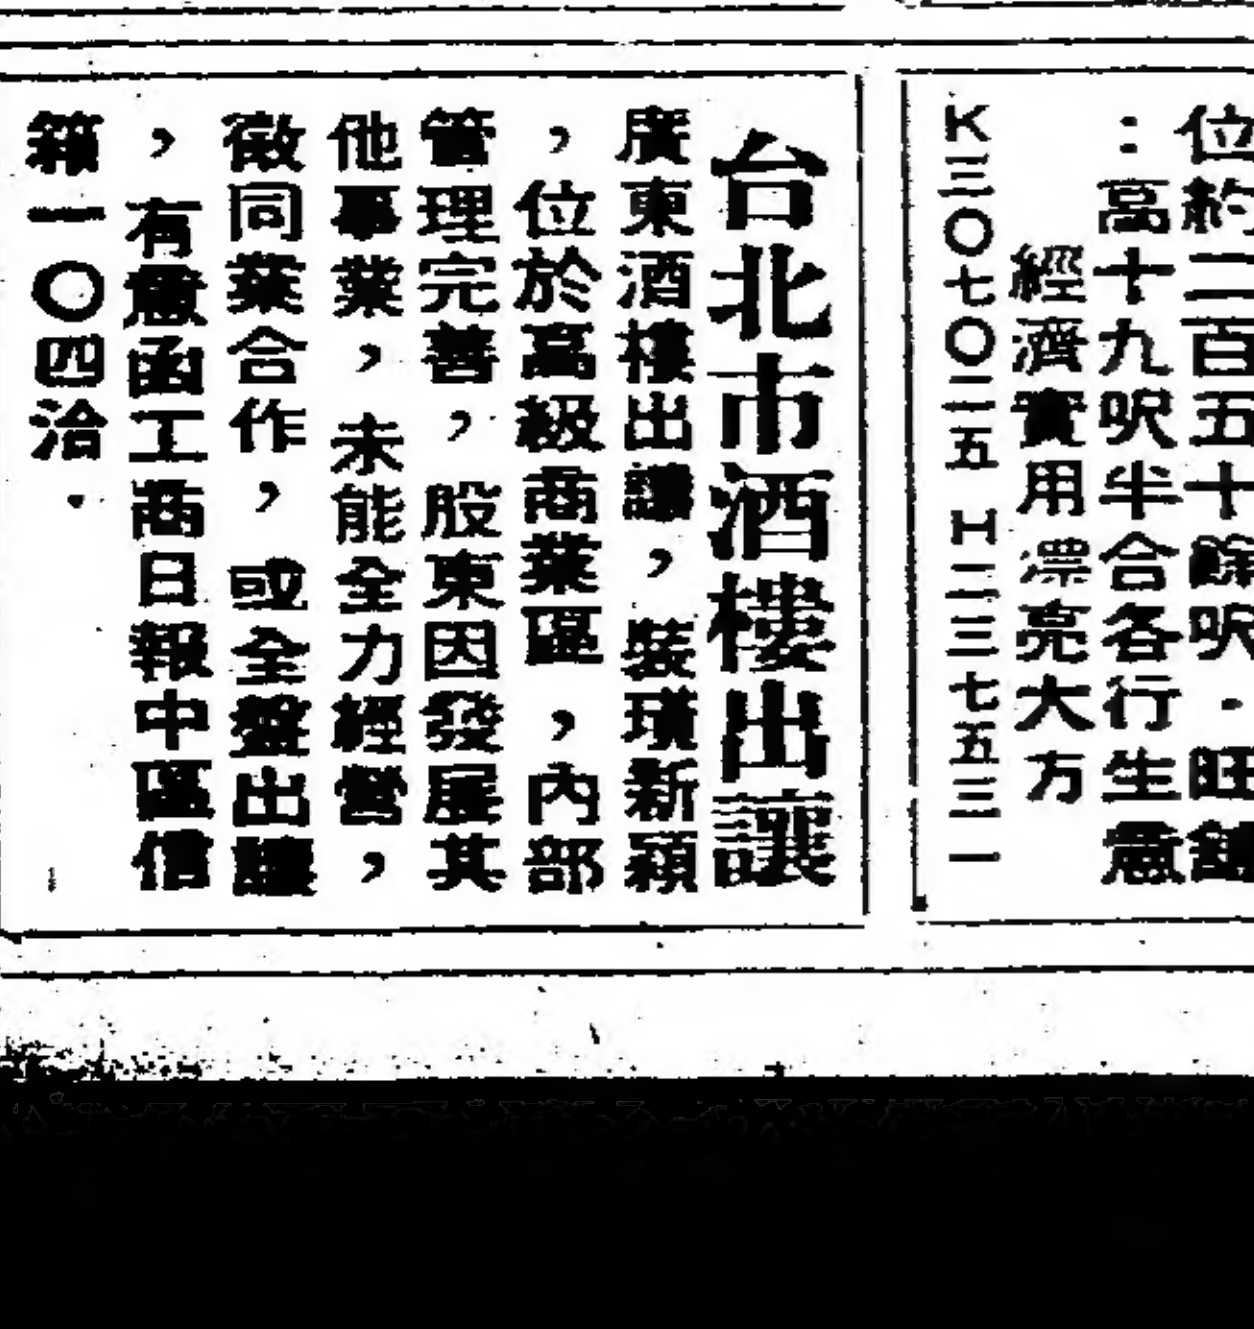 位約二百五十餘呎．旺舖
：高十九呎半合各行生意
經濟實用漂亮大方
K三〇七〇二五 H二三七五三一
台北市酒樓出讓
廣東酒樓出讓，裝璜新穎
，位於高級商業區，內部
管理完善，股東因發展其
他事業，未能全力經營，
徵同業合作，或全盤出讓
，有意函工商日報中區信
箱一〇四洽．